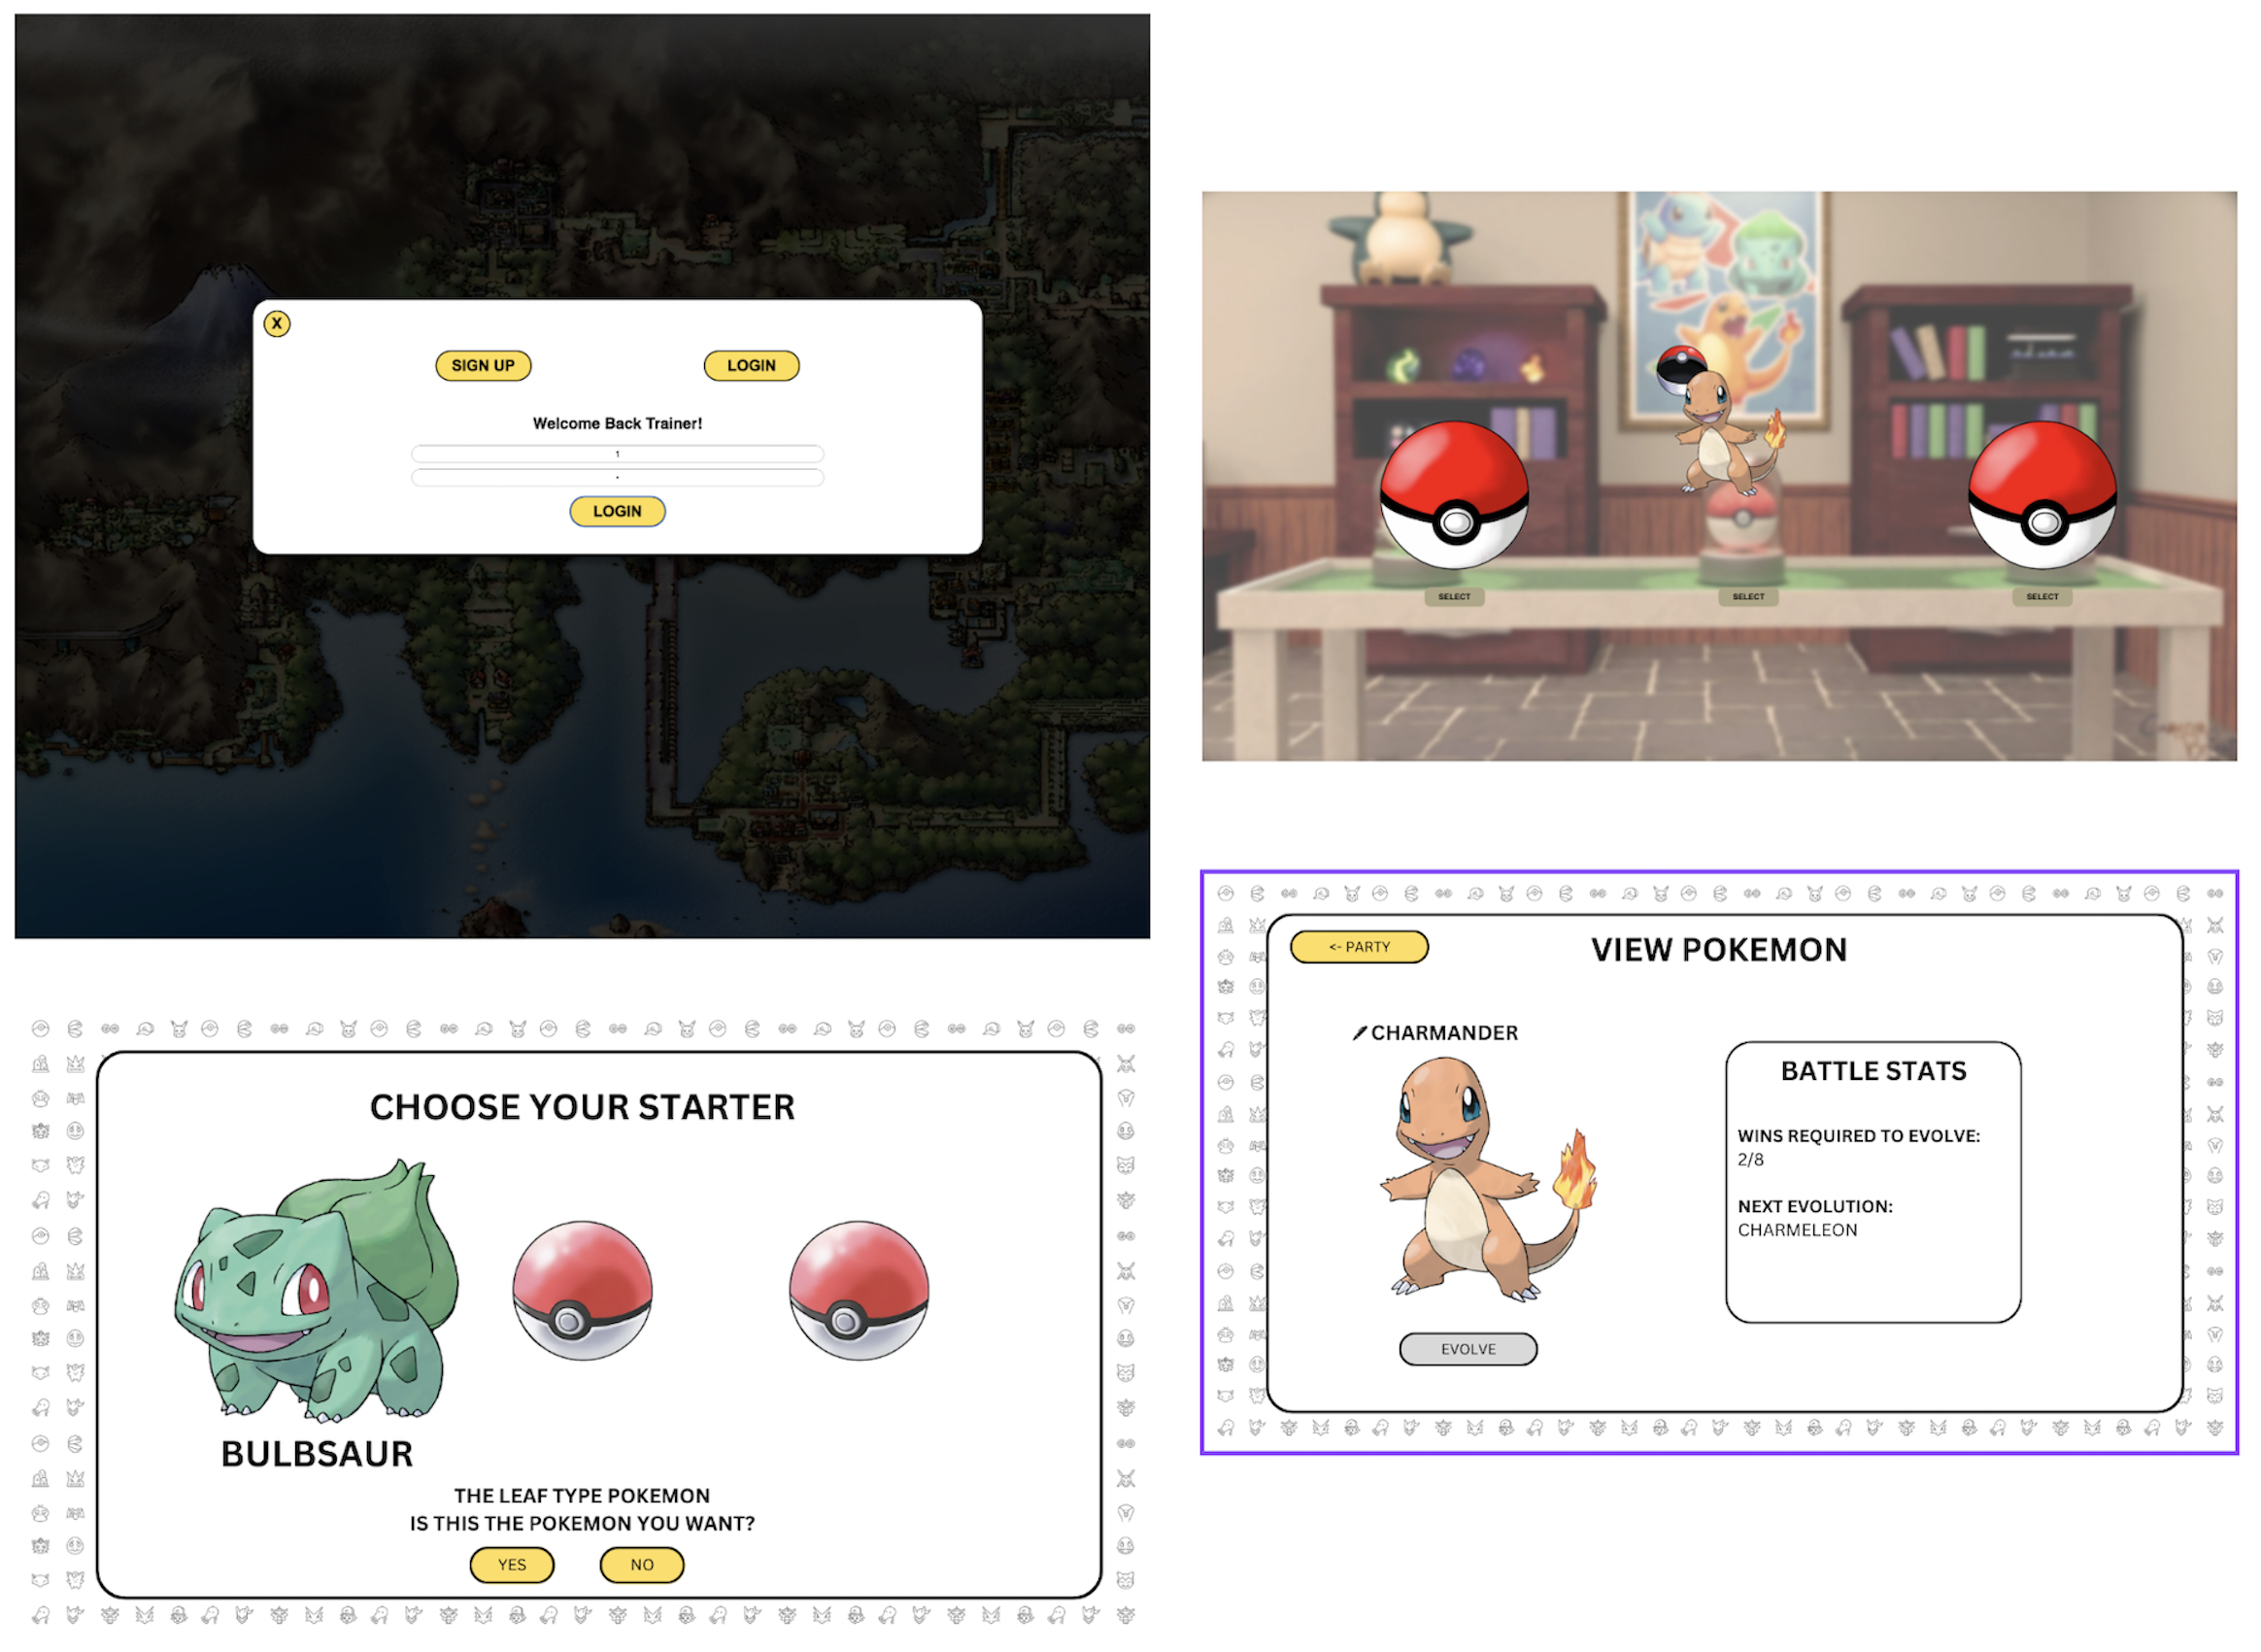 X
SIGN UP
LOGIN
Welcome Back Trainer!
1
•
LOGIN
SELECT
SELECT
SELECT
CHOOSE YOUR STARTER
BULBSAUR
THE LEAF TYPE POKEMON
IS THIS THE POKEMON YOU WANT?
YES
NO
<- PARTY
VIEW POKEMON
CHARMANDER
BATTLE STATS
WINS REQUIRED TO EVOLVE:
2/8
NEXT EVOLUTION:
CHARMELEON
EVOLVE